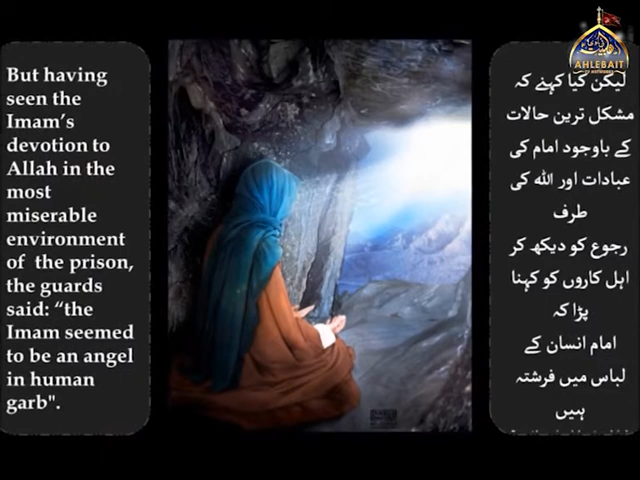 But having
seen the
Imam's
devotion to
Allah in the
most
miserable
environment
of the prison,
the guards
said: “the
Imam seemed
to be an angel
in human
garb".
AHLEBAIT
لیکن کیا کہنے کہ
مشکل ترین حالات
کے باوجود امام کی
عبادات اور اللہ کی
طرف
رجوع کو دیکھ کر
اہل کاروں کو کہنا
پڑا کہ
امام انسان کے
لباس میں فرشتہ
ہیں